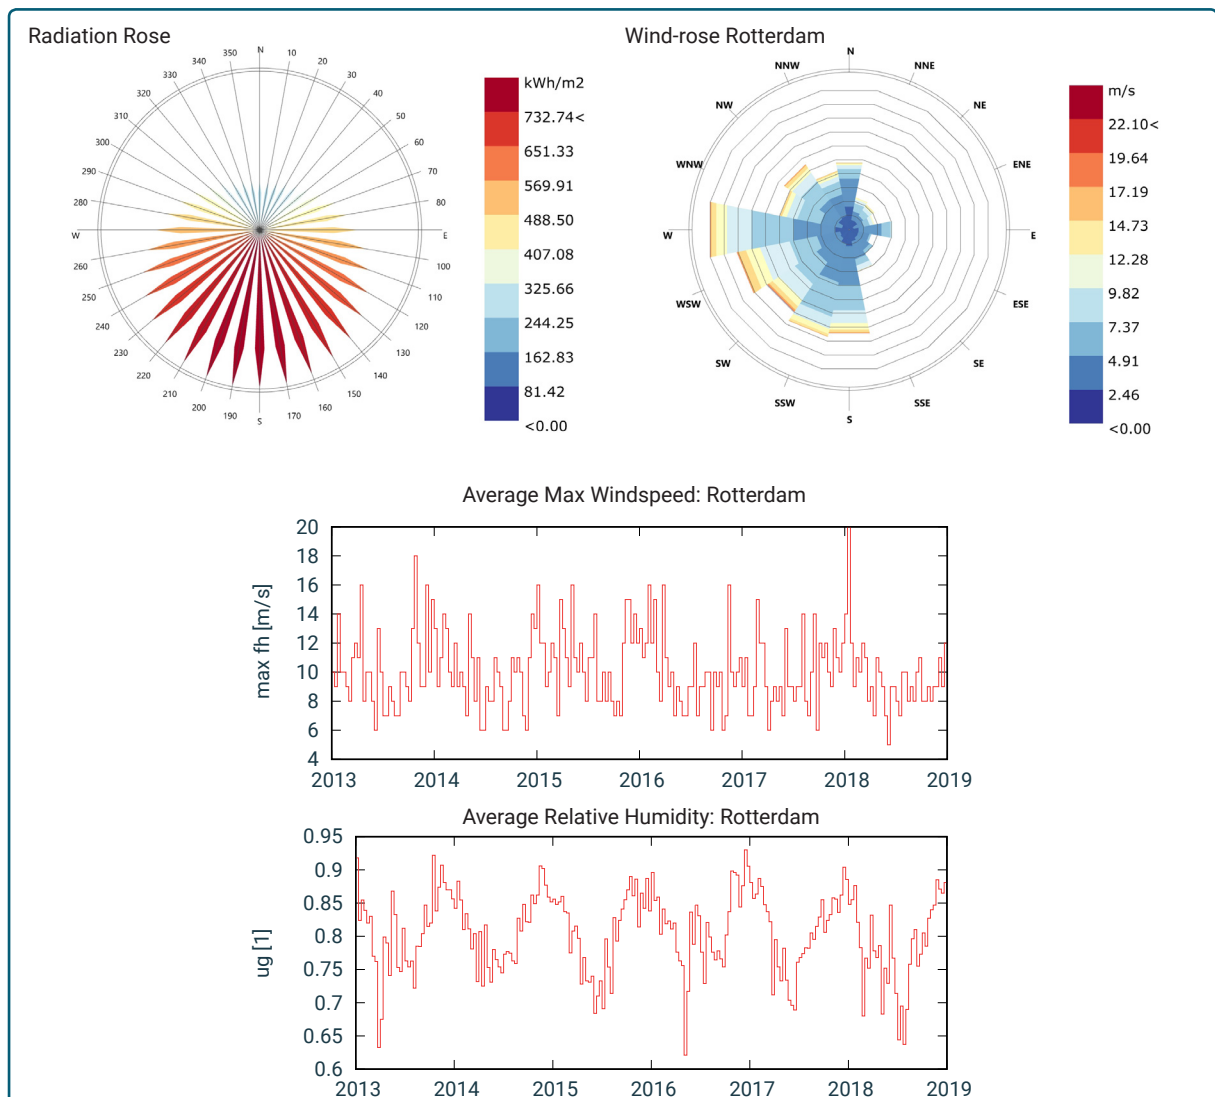 Radiation Rose
N
10
20
30
40
50
60
70
80
E
100
110
120
130
140
150
160
170
S
190
200
210
220
230
240
250
260
W
280
290
300
310
320
330
340
350
kWh/m2
732.74<
651.33
569.91
488.50
407.08
325.66
244.25
162.83
81.42
<0.00
Wind-rose Rotterdam
N
NNE
NE
ENE
E
ESE
SE
SSE
S
SSW
SW
WSW
W
WNW
NW
NNW
m/s
22.10<
19.64
17.19
14.73
12.28
9.82
7.37
4.91
2.46
<0.00
Average Max Windspeed: Rotterdam
max fh [m/s]
20
18
16
14
12
10
8
6
4
2013 2014 2015 2016 2017 2018 2019
Average Relative Humidity: Rotterdam
ug [1]
0.95
0.9
0.85
0.8
0.75
0.7
0.65
0.6
2013 2014 2015 2016 2017 2018 2019